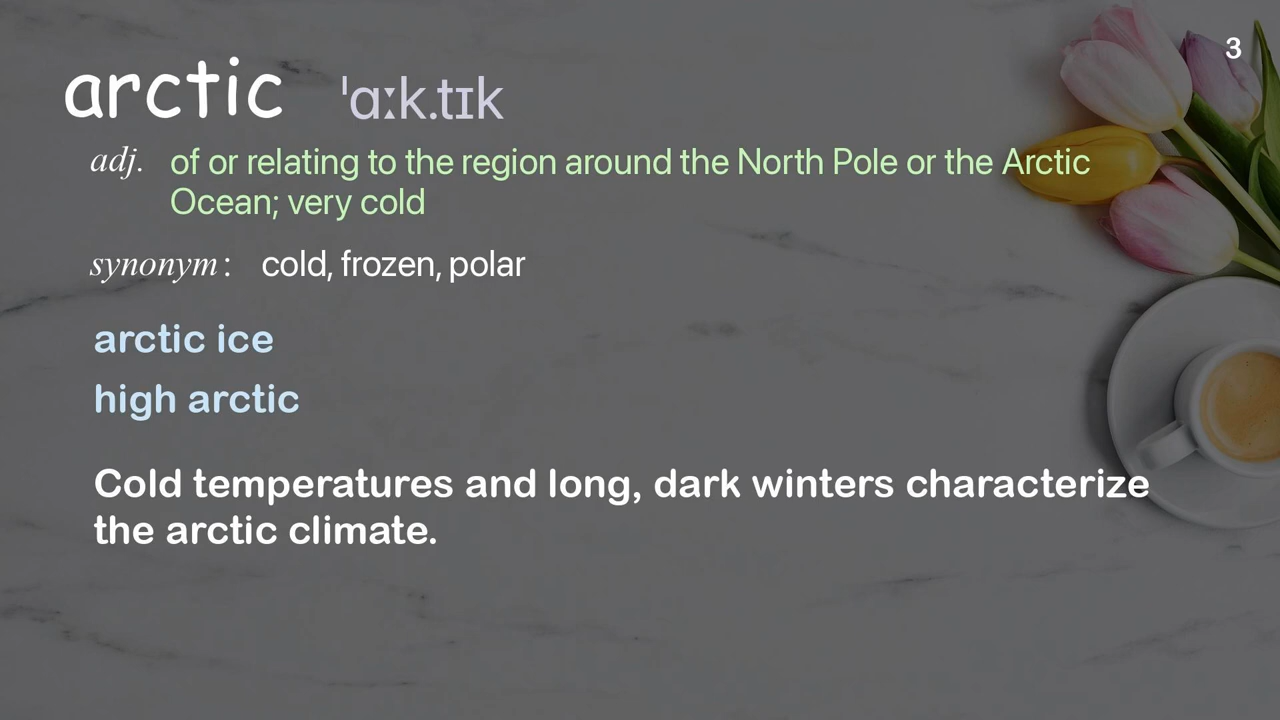 3
arctic ˈɑːk.tɪk
adj. of or relating to the region around the North Pole or the Arctic
Ocean; very cold
synonym: cold, frozen, polar
arctic ice
high arctic
Cold temperatures and long, dark winters characterize
the arctic climate.